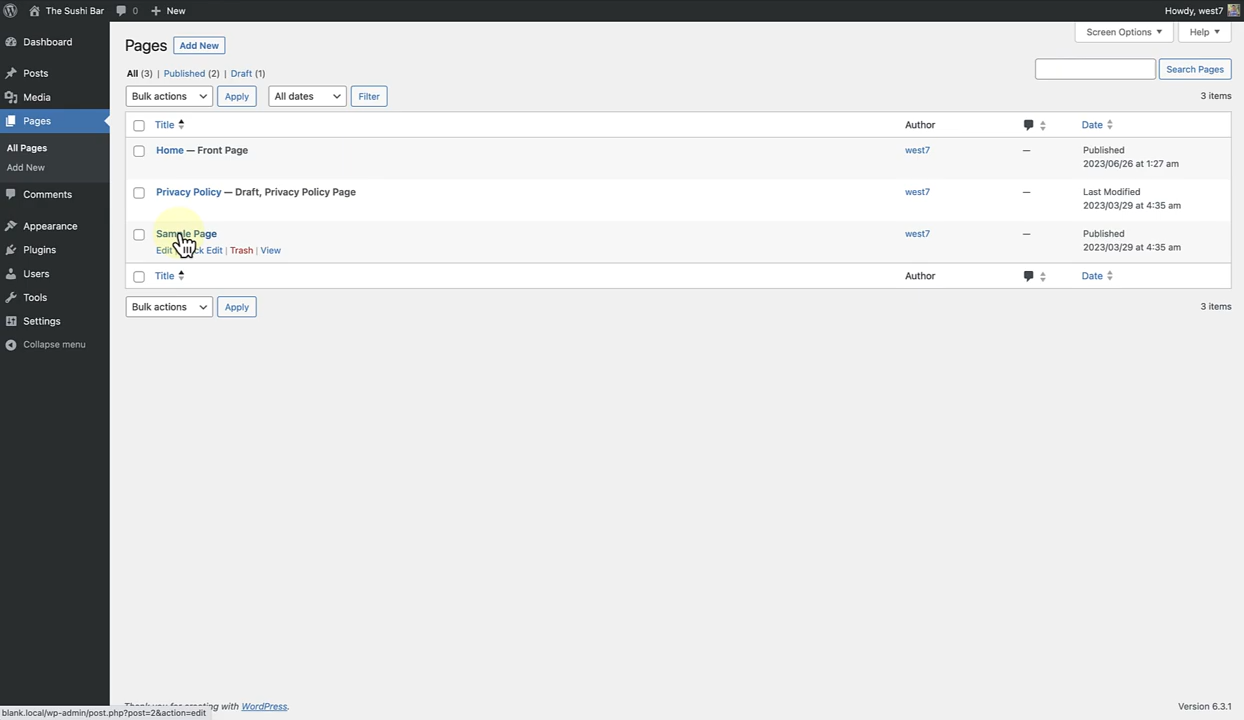 The Sushi Bar 0 + New Howdy, west7
Dashboard
Posts
Media
Pages
All Pages
Add New
Comments
Appearance
Plugins
Users
Tools
Settings
Collapse menu
Screen Options ▼ Help ▼
Pages Add New
All (3) | Published (2) | Draft (1)
Search Pages
Bulk actions Apply All dates Filter 3 items
Title Author Date
Home — Front Page west7 — Published
2023/06/26 at 1:27 am
Privacy Policy — Draft, Privacy Policy Page west7 — Last Modified
2023/03/29 at 4:35 am
Sample Page west7 — Published
Edit Edit | Trash | View 2023/03/29 at 4:35 am
Title Author Date
Bulk actions Apply 3 items
with WordPress. Version 6.3.1
blank.local/wp-admin/post.php?post=2&action=edit